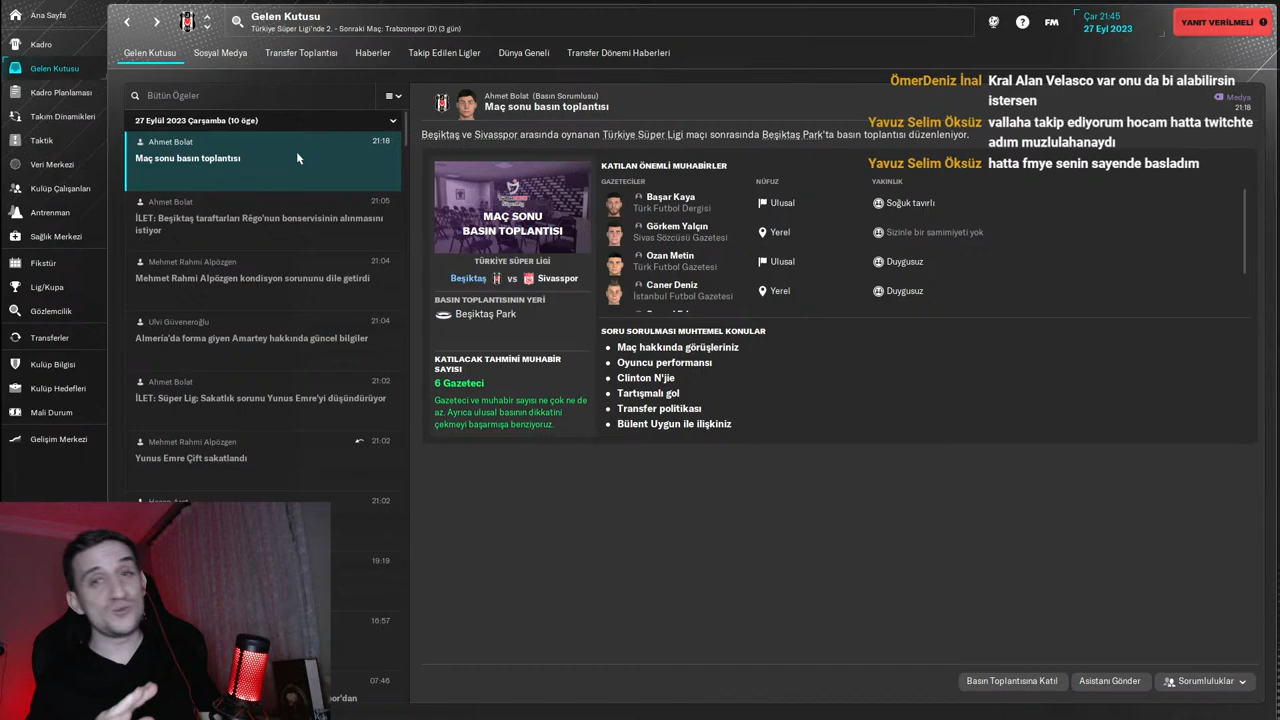 Ana Sayfa
Kadro
Gelen Kutusu
Kadro Planlaması
Takım Dinamikleri
Taktik
Veri Merkezi
Kulüp Çalışanları
Antrenman
Sağlık Merkezi
Fikstür
Lig/Kupa
Gözlemcilik
Transferler
Kulüp Bilgisi
Kulüp Hedefleri
Mali Durum
Gelişim Merkezi
Gelen Kutusu
Türkiye Süper Ligi'nde 2. - Sonraki Maç: Trabzonspor (D) (3 gün)
FM
Çar 21:45
27 Eyl 2023
YANIT VERİLMELİ
Gelen Kutusu
Sosyal Medya
Transfer Toplantısı
Haberler
Takip Edilen Ligler
Dünya Geneli
Transfer Dönemi Haberleri
Bütün Ögeler
27 Eylül 2023 Çarşamba (10 öge)
Ahmet Bolat 21:18
Maç sonu basın toplantısı
Ahmet Bolat 21:05
İLET: Beşiktaş taraftarları Rêgo'nun bonservisinin alınmasını
istiyor
Mehmet Rahmi Alpözgen 21:04
Mehmet Rahmi Alpözgen kondisyon sorununu dile getirdi
Ulvi Güveneroğlu 21:04
Almería'da forma giyen Amartey hakkında güncel bilgiler
Ahmet Bolat 21:02
İLET: Süper Lig: Sakatlık sorunu Yunus Emre'yi düşündürüyor
Mehmet Rahmi Alpözgen 21:02
Yunus Emre Çift sakatlandı
21:02
19:19
16:57
07:46
por'dan
Ahmet Bolat (Basın Sorumlusu)
Maç sonu basın toplantısı
Medya
21:18
Beşiktaş ve Sivasspor arasında oynanan Türkiye Süper Ligi maçı sonrasında Beşiktaş Park'ta basın toplantısı düzenleniyor.
MAÇ SONU
BASIN TOPLANTISI
TÜRKİYE SÜPER LİGİ
Beşiktaş vs Sivasspor
BASIN TOPLANTISININ YERİ
Beşiktaş Park
KATILACAK TAHMİNİ MUHABİR
SAYISI
6 Gazeteci
Gazeteci ve muhabir sayısı ne çok ne de
az. Ayrıca ulusal basının dikkatini
çekmeyi başarmışa benziyoruz.
KATILAN ÖNEMLİ MUHABİRLER
GAZETECİLER NÜFUZ YAKINLIK
Başar Kaya
Türk Futbol Dergisi
Ulusal
Soğuk tavırlı
Görkem Yalçın
Sivas Sözcüsü Gazetesi
Yerel
Sizinle bir samimiyeti yok
Ozan Metin
Türk Futbol Gazetesi
Ulusal
Duygusuz
Caner Deniz
İstanbul Futbol Gazetesi
Yerel
Duygusuz
SORU SORULMASI MUHTEMEL KONULAR
Maç hakkında görüşleriniz
Oyuncu performansı
Clinton N'jie
Tartışmalı gol
Transfer politikası
Bülent Uygun ile ilişkiniz
Basın Toplantısına Katıl
Asistanı Gönder
Sorumluluklar
ÖmerDeniz İnal Kral Alan Velasco var onu da bi alabilirsin
istersen
Yavuz Selim Öksüz vallaha takip ediyorum hocam hatta twitchte
adım muzlulahanaydı
Yavuz Selim Öksüz hatta fmye senin sayende basladım